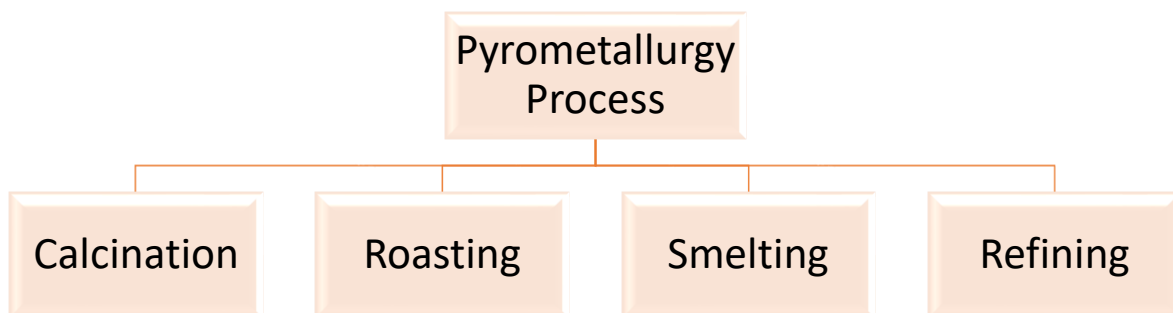 Pyrometallurgy
Process
Calcination
Roasting
Smelting
Refining